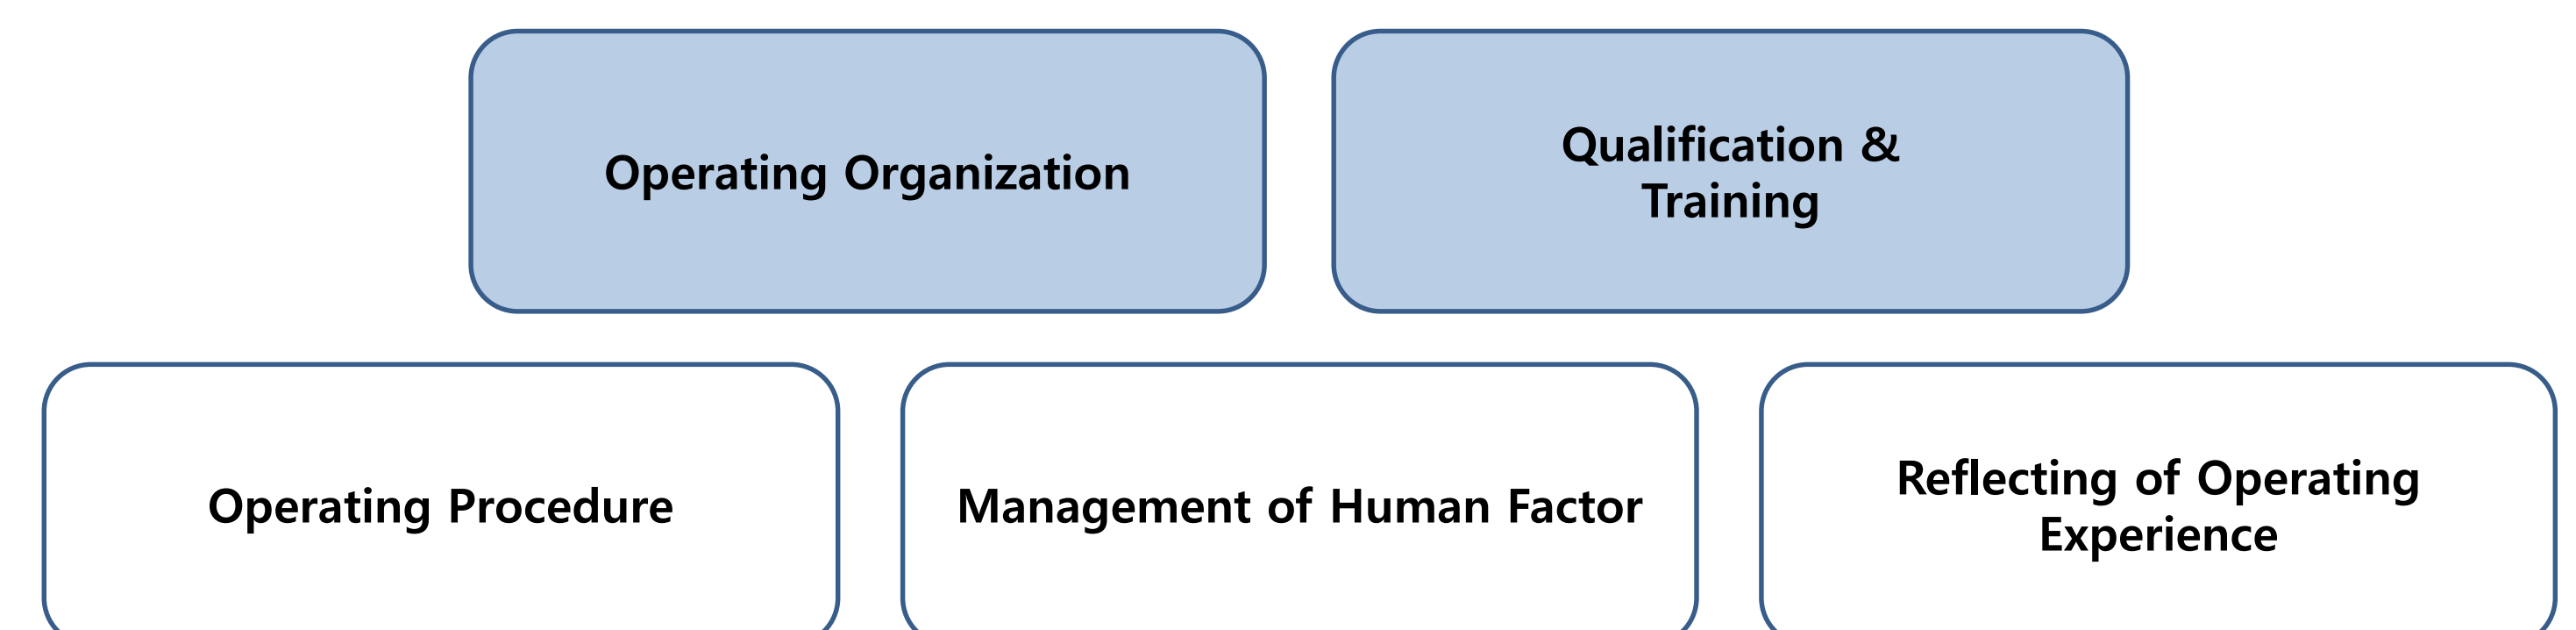 Operating Organization
Qualification &
Training
Operating Procedure
Management of Human Factor
Reflecting of Operating
Experience